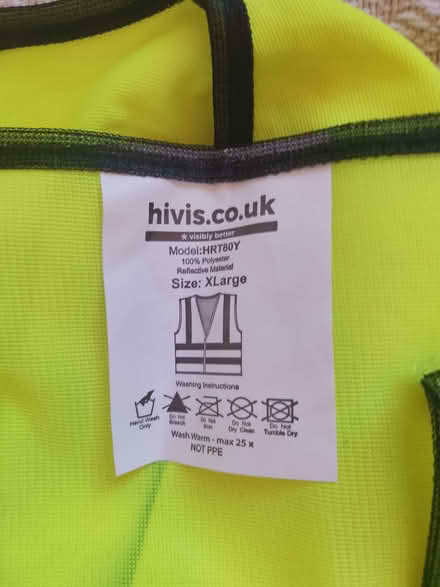 hivis.co.uk
★ visibly better
Model:HRT80Y
100% Polyester
Reflective Material
Size: XLarge
Washing Instructions
Hand Wash Only
Do Not Bleach
Do Not Iron
Do Not Dry Clean
Do Not Tumble Dry
Wash Warm - max 25 x
NOT PPE